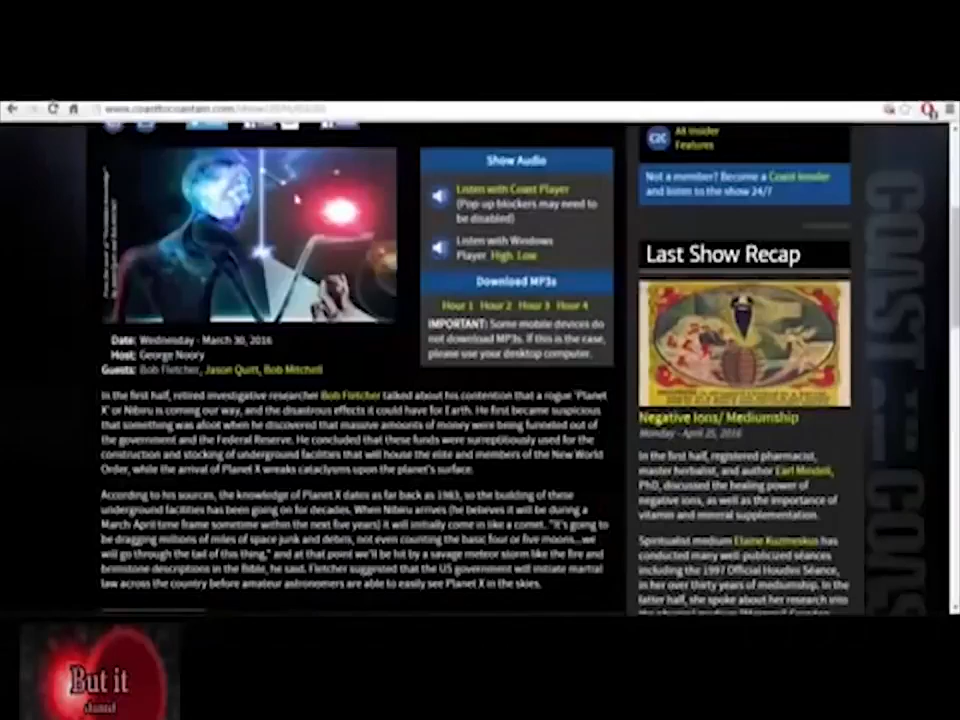 www.coasttocoastam.com/show/2016/03/30
All Insider
Features
Not a member? Become a Coast Insider
and listen to the show 24/7
Show Audio
Listen with Coast Player
(Pop up blockers may need to
be disabled)
Listen with Windows
Player High Low
Download MP3s
Hour 1 Hour 2 Hour 3 Hour 4
IMPORTANT: Some mobile devices do
not download MP3s. If this is the case,
please use your desktop computer.
Date: Wednesday - March 30, 2016
Host: George Noory
Guests: Bob Fletcher, Jason Quitt, Bob Mitchell
In the first half, retired investigative researcher Bob Fletcher talked about his contention that a rogue 'Planet
X' or Nibiru is coming our way, and the disastrous effects it could have for Earth. He first became suspicious
that something was afoot when he discovered that massive amounts of money were being funneled out of
the government and the Federal Reserve. He concluded that these funds were surreptitiously used for the
construction and stocking of underground facilities that will house the elite and members of the New World
Order, while the arrival of Planet X wreaks cataclysms upon the planet's surface.
According to his sources, the knowledge of Planet X dates as far back as 1983, so the building of these
underground facilities has been going on for decades. When Nibiru arrives (he believes it will be during a
March April time frame sometime within the next five years) it will initially come in like a comet. "It's going to
be dragging millions of miles of space junk and debris, not even counting the basic four or five moons...we
will go through the tail of this thing," and at that point we'll be hit by a savage meteor storm like the fire and
brimstone descriptions in the Bible, he said. Fletcher suggested that the US government will initiate martial
law across the country before amateur astronomers are able to easily see Planet X in the skies.
Last Show Recap
Negative Ions/ Mediumship
Monday - April 25, 2016
In the first half, registered pharmacist,
master herbalist, and author Earl Mindell,
PhD, discussed the healing power of
negative ions, as well as the importance of
vitamin and mineral supplementation.
Spiritualist medium Elaine Kuzmeskus has
conducted many well-publicized séances
including the 1997 Official Houdini Séance,
in her over thirty years of mediumship. In the
latter half, she spoke about her research into
COAST
But it